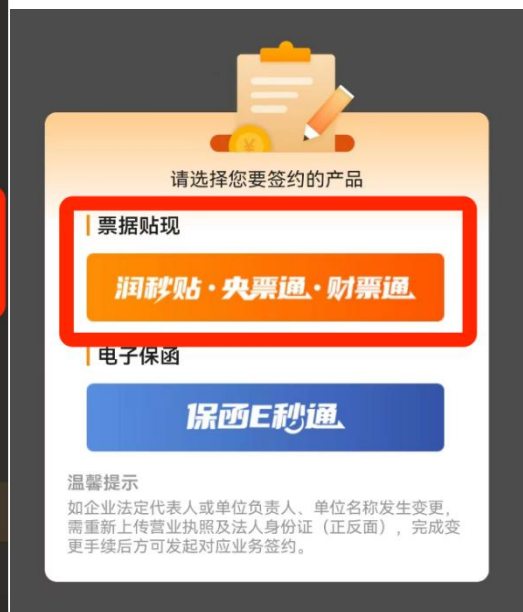 请选择您要签约的产品
票据贴现
润秒贴·央票通·财票通
电子保函
保函E秒通
温馨提示
如企业法定代表人或单位负责人、单位名称发生变更，
需重新上传营业执照及法人身份证（正反面），完成变
更手续后方可发起对应业务签约。